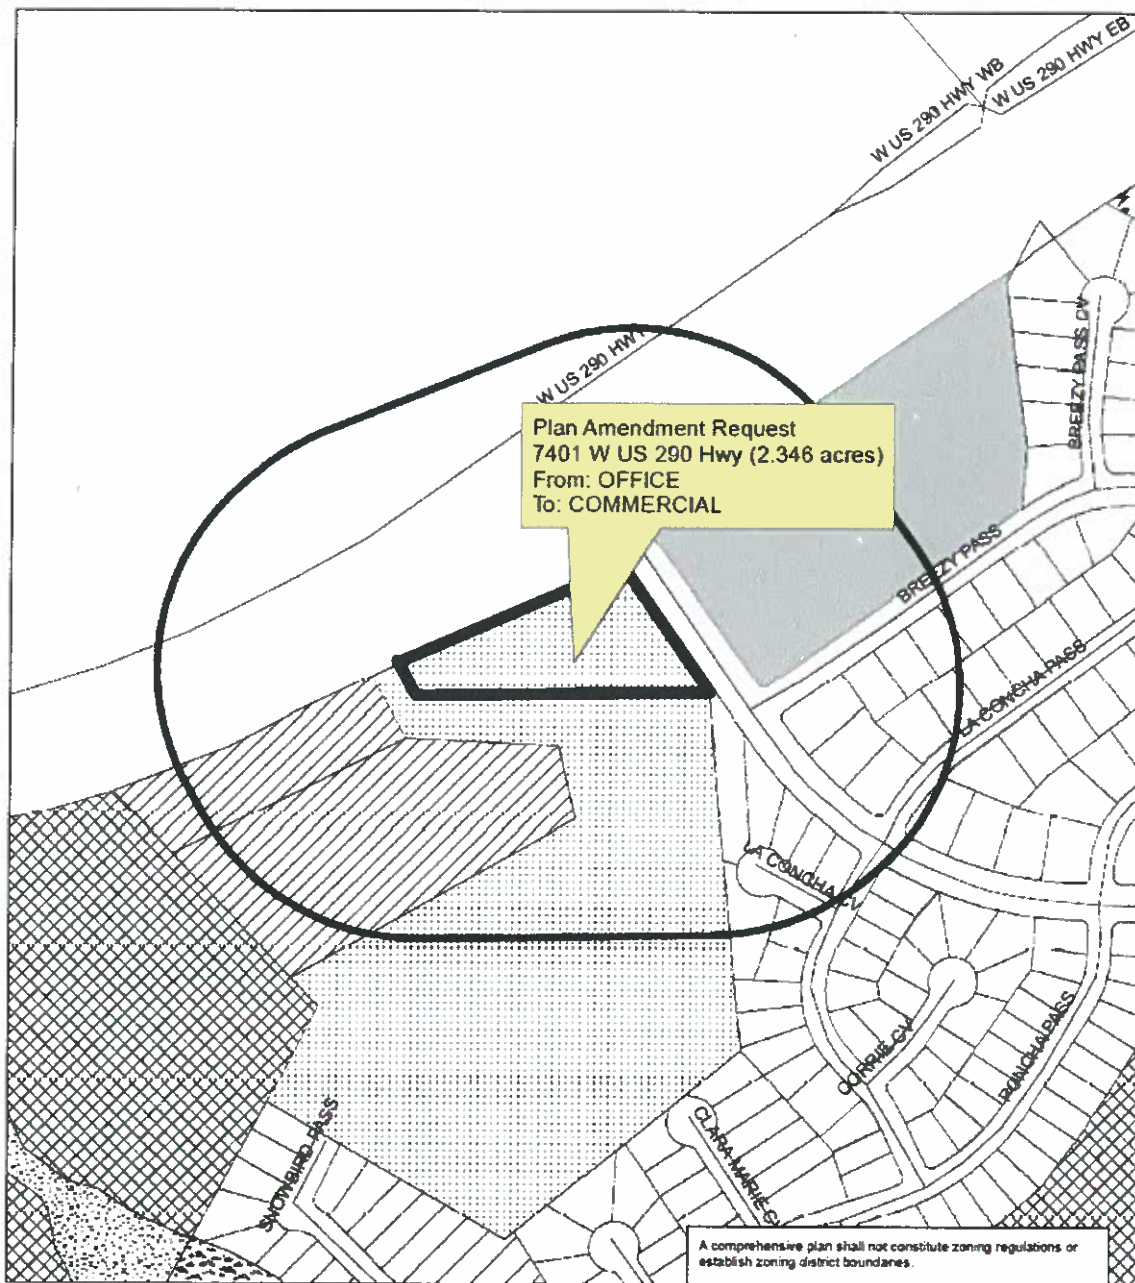 W US 290 HWY WB
W US 290 HWY EB
BREEZY PASS CV
W US 290 HWY
Plan Amendment Request
7401 W US 290 Hwy (2.346 acres)
From: OFFICE
To: COMMERCIAL
BREEZY PASS
LA CONCHA PASS
LA CONCHA
CORRIE CV
PONCHA PASS
SNOWBIRD PASS
CLARA MARIE
A comprehensive plan shall not constitute zoning regulations or
establish zoning district boundaries.